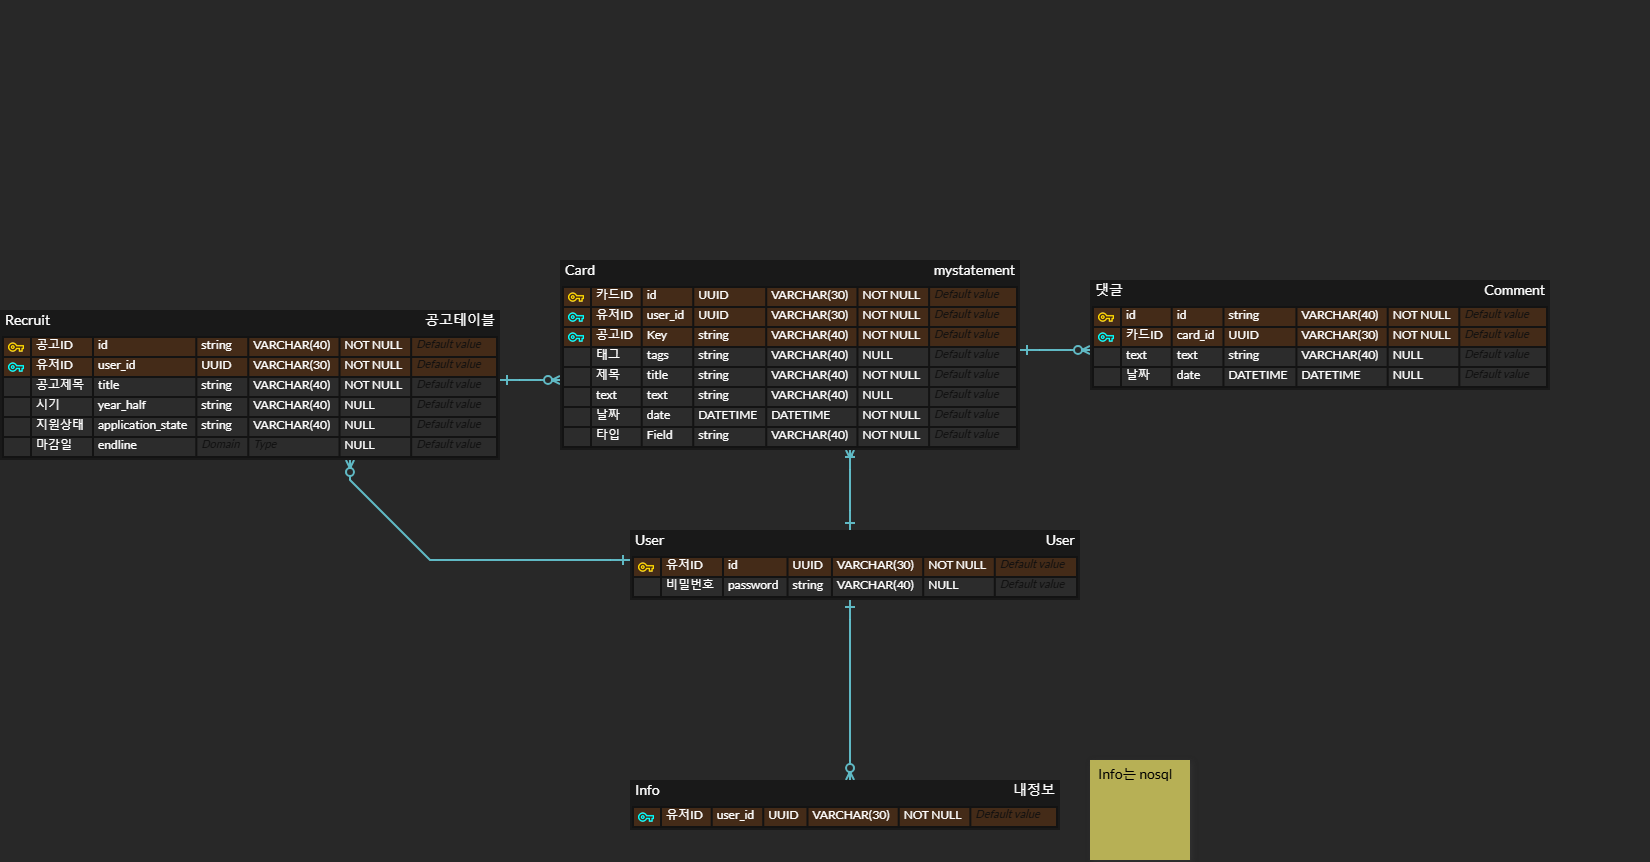 Card mystatement
카드ID id UUID VARCHAR(30) NOT NULL Default value
유저ID user_id UUID VARCHAR(30) NOT NULL Default value
공고ID Key string VARCHAR(40) NOT NULL Default value
태그 tags string VARCHAR(40) NULL Default value
제목 title string VARCHAR(40) NOT NULL Default value
text text string VARCHAR(40) NULL Default value
날짜 date DATETIME DATETIME NOT NULL Default value
타입 Field string VARCHAR(40) NOT NULL Default value
댓글 Comment
id id string VARCHAR(40) NOT NULL Default value
카드ID card_id UUID VARCHAR(30) NOT NULL Default value
text text string VARCHAR(40) NULL Default value
날짜 date DATETIME DATETIME NULL Default value
Recruit 공고테이블
공고ID id string VARCHAR(40) NOT NULL Default value
유저ID user_id UUID VARCHAR(30) NOT NULL Default value
공고제목 title string VARCHAR(40) NOT NULL Default value
시기 year_half string VARCHAR(40) NULL Default value
지원상태 application_state string VARCHAR(40) NULL Default value
마감일 endline Domain Type NULL Default value
User User
유저ID id UUID VARCHAR(30) NOT NULL Default value
비밀번호 password string VARCHAR(40) NULL Default value
Info 내정보
유저ID user_id UUID VARCHAR(30) NOT NULL Default value
Info는 nosql